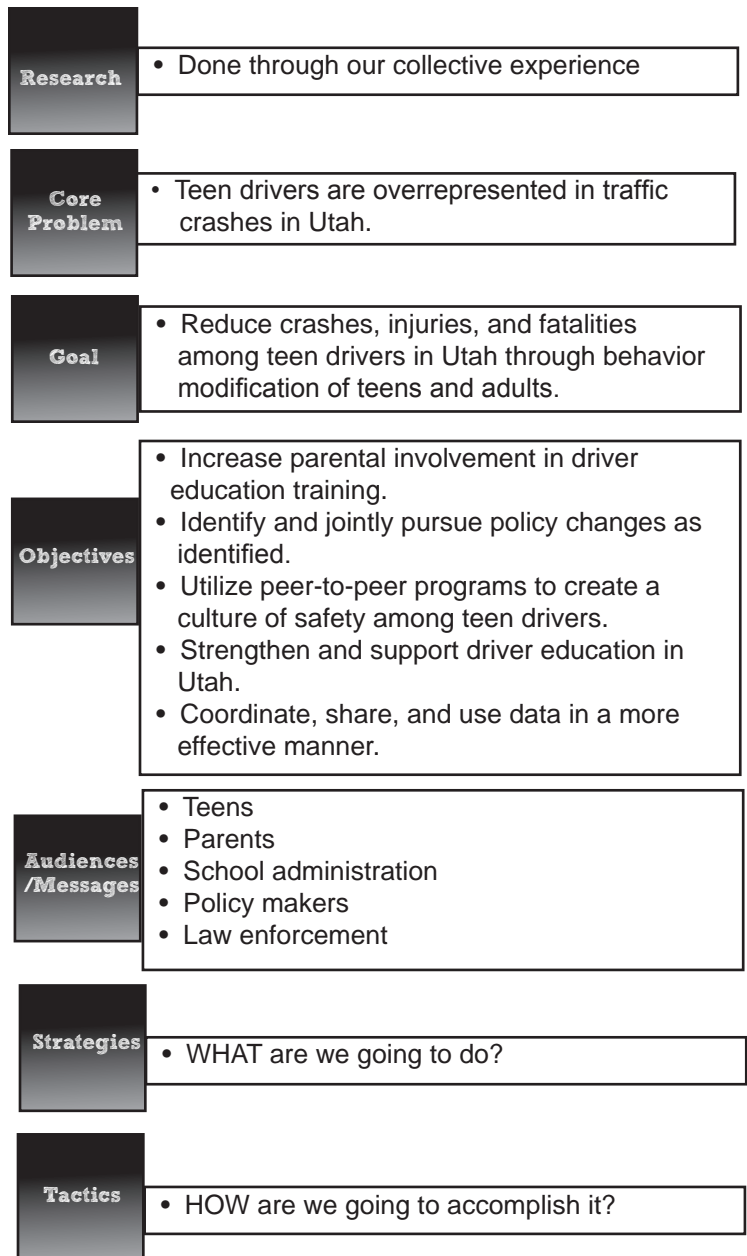 Research
• Done through our collective experience
Core
Problem
• Teen drivers are overrepresented in traffic
crashes in Utah.
Goal
• Reduce crashes, injuries, and fatalities
among teen drivers in Utah through behavior
modification of teens and adults.
Objectives
• Increase parental involvement in driver
education training.
• Identify and jointly pursue policy changes as
identified.
• Utilize peer-to-peer programs to create a
culture of safety among teen drivers.
• Strengthen and support driver education in
Utah.
• Coordinate, share, and use data in a more
effective manner.
Audiences
/Messages
• Teens
• Parents
• School administration
• Policy makers
• Law enforcement
Strategies
• WHAT are we going to do?
Tactics
• HOW are we going to accomplish it?